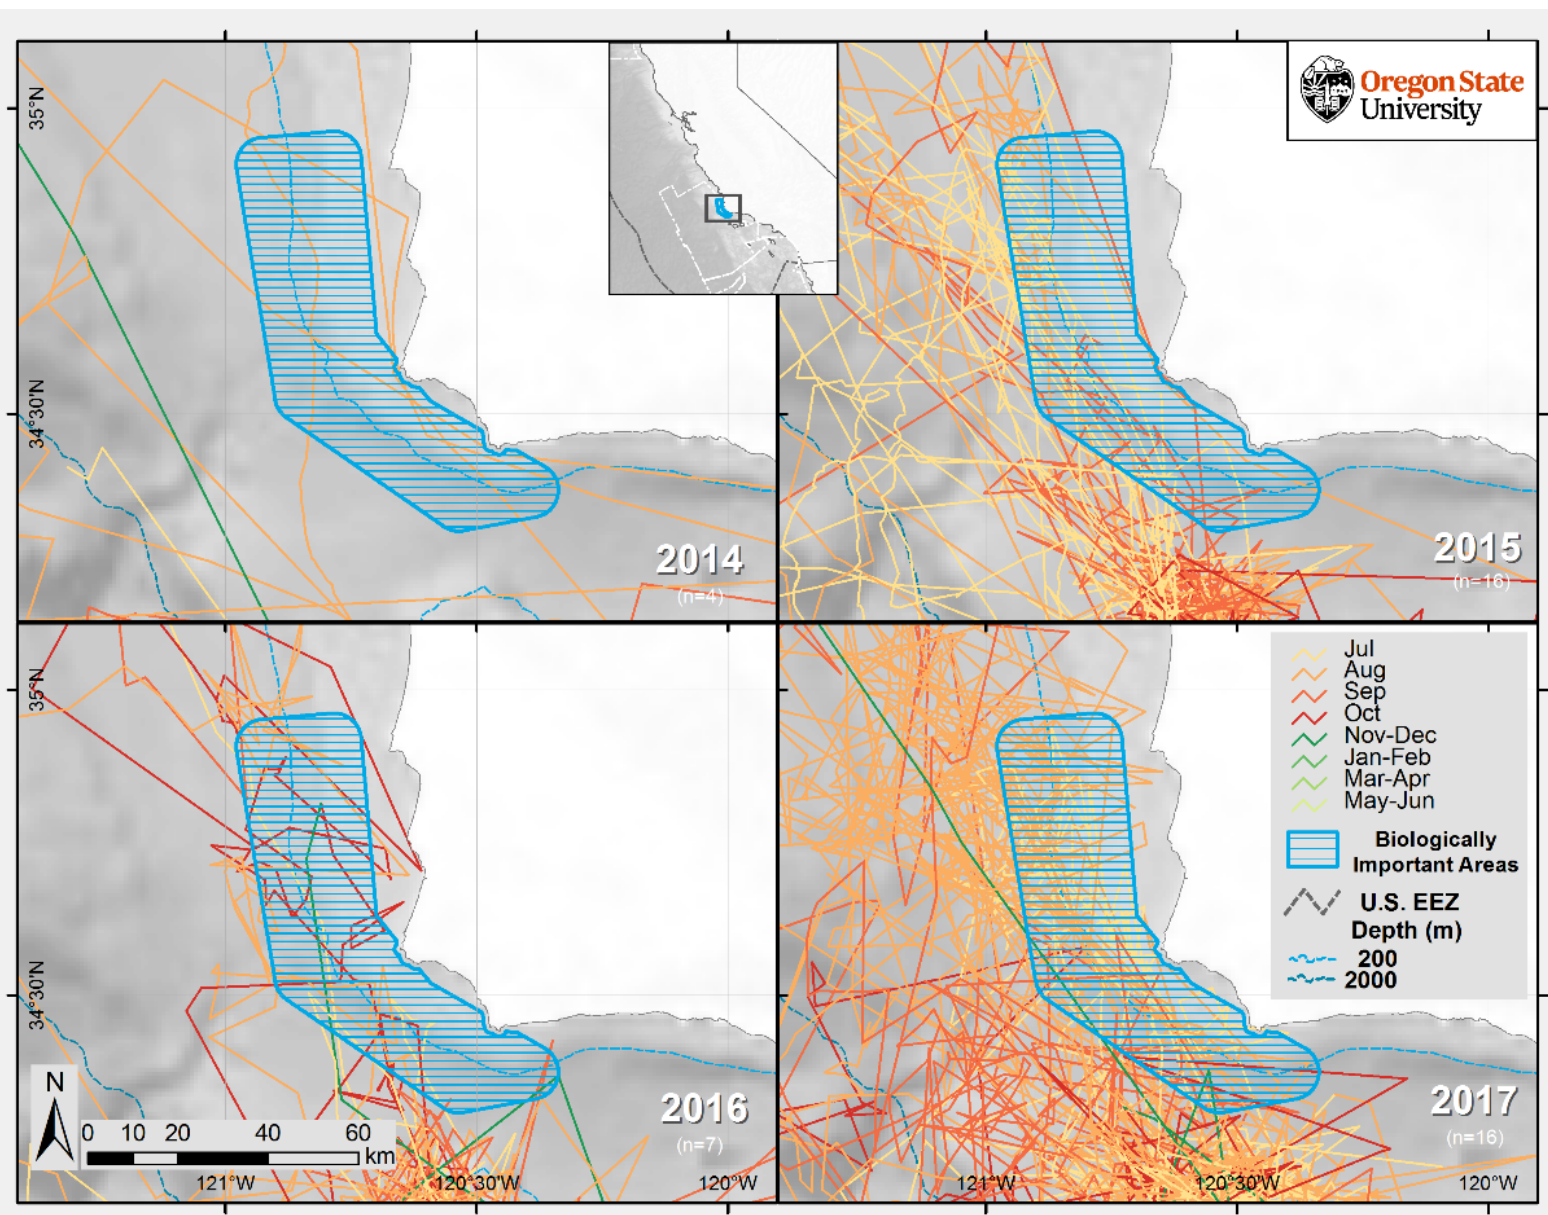 Oregon State
University
35°N
34°30'N
2014
(n=4)
2015
(n=16)
35°N
34°30'N
Jul
Aug
Sep
Oct
Nov-Dec
Jan-Feb
Mar-Apr
May-Jun
Biologically
Important Areas
U.S. EEZ
Depth (m)
200
2000
N
0 10 20 40 60
km
2016
(n=7)
2017
(n=16)
121°W 120°30'W 120°W 121°W 120°30'W 120°W